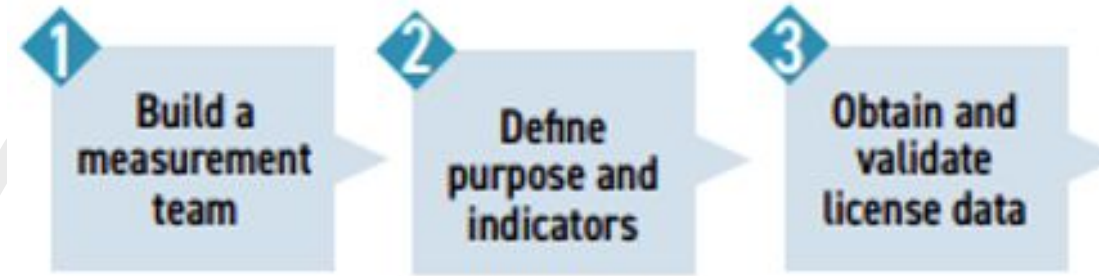 1
Build a
measurement
team
2
Define
purpose and
indicators
3
Obtain and
validate
license data